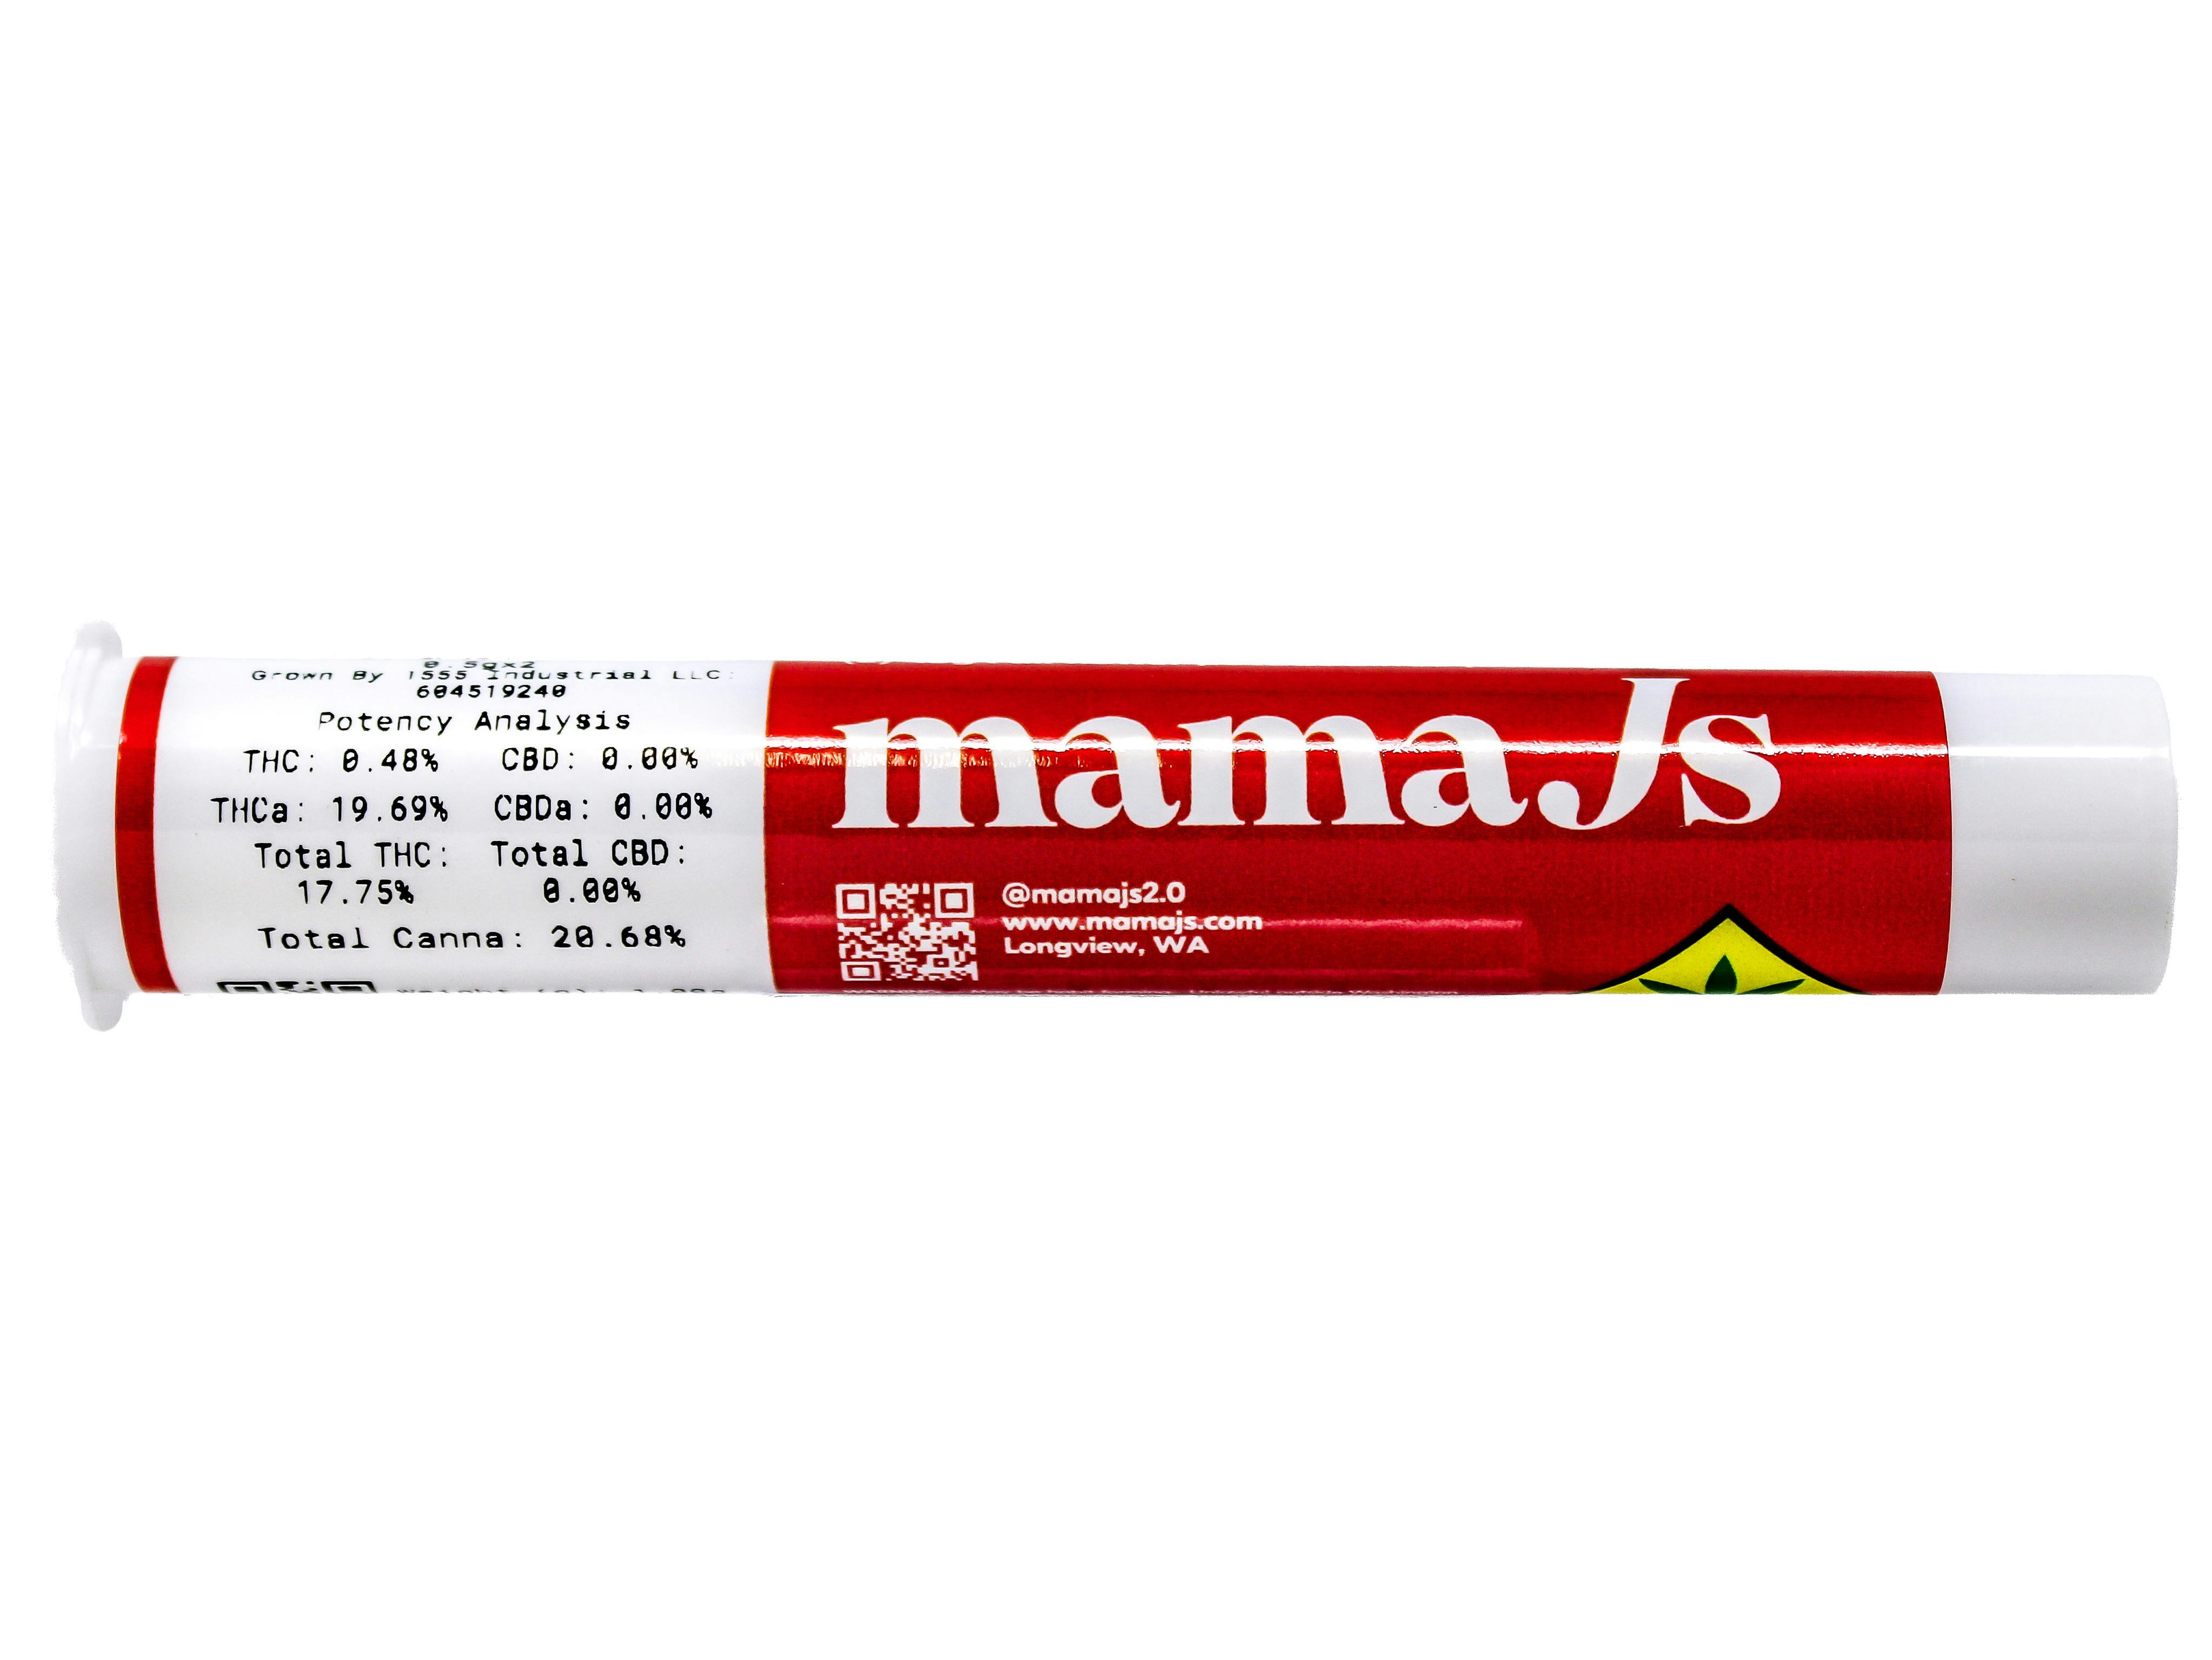 0.5gx2
Grown By 1555 Industrial LLC:
604519240
Potency Analysis
THC: 0.48% CBD: 0.00%
THCa: 19.69% CBDa: 0.00%
Total THC: Total CBD:
17.75% 0.00%
Total Canna: 20.68%
mamaJs
@mamajs2.0
www.mamajs.com
Longview, WA